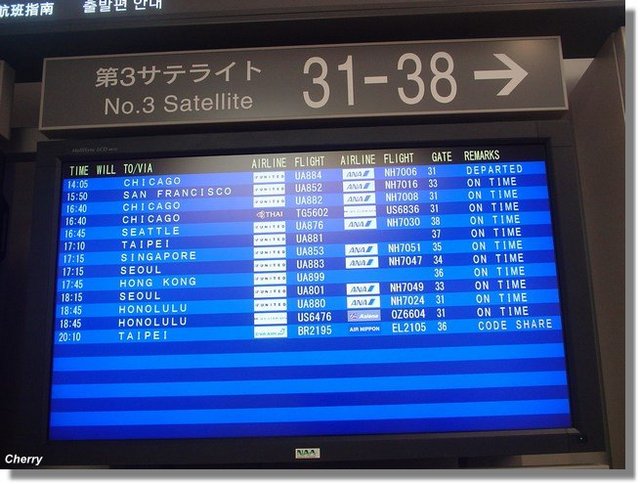 航班指南 출발편 안내
第3サテライト 31-38 →
No.3 Satellite
TIME WILL TO/VIA AIRLINE FLIGHT AIRLINE FLIGHT GATE REMARKS
14:05 CHICAGO UNITED UA884 ANA NH7006 31 DEPARTED
15:50 SAN FRANCISCO UNITED UA852 ANA NH7016 33 ON TIME
16:40 CHICAGO UNITED UA882 ANA NH7008 31 ON TIME
16:40 CHICAGO THAI TG5602 US6836 31 ON TIME
16:45 SEATTLE UNITED UA876 ANA NH7030 38 ON TIME
17:10 TAIPEI UNITED UA881 37 ON TIME
17:15 SINGAPORE UNITED UA853 ANA NH7051 35 ON TIME
17:15 SEOUL UNITED UA883 ANA NH7047 34 ON TIME
17:45 HONG KONG UNITED UA899 36 ON TIME
18:15 SEOUL UNITED UA801 ANA NH7049 33 ON TIME
18:45 HONOLULU UNITED UA880 ANA NH7024 31 ON TIME
18:45 HONOLULU US6476 Asiana OZ6604 31 ON TIME
20:10 TAIPEI EVA AIR BR2195 AIR NIPPON EL2105 36 CODE SHARE
NAA
Cherry